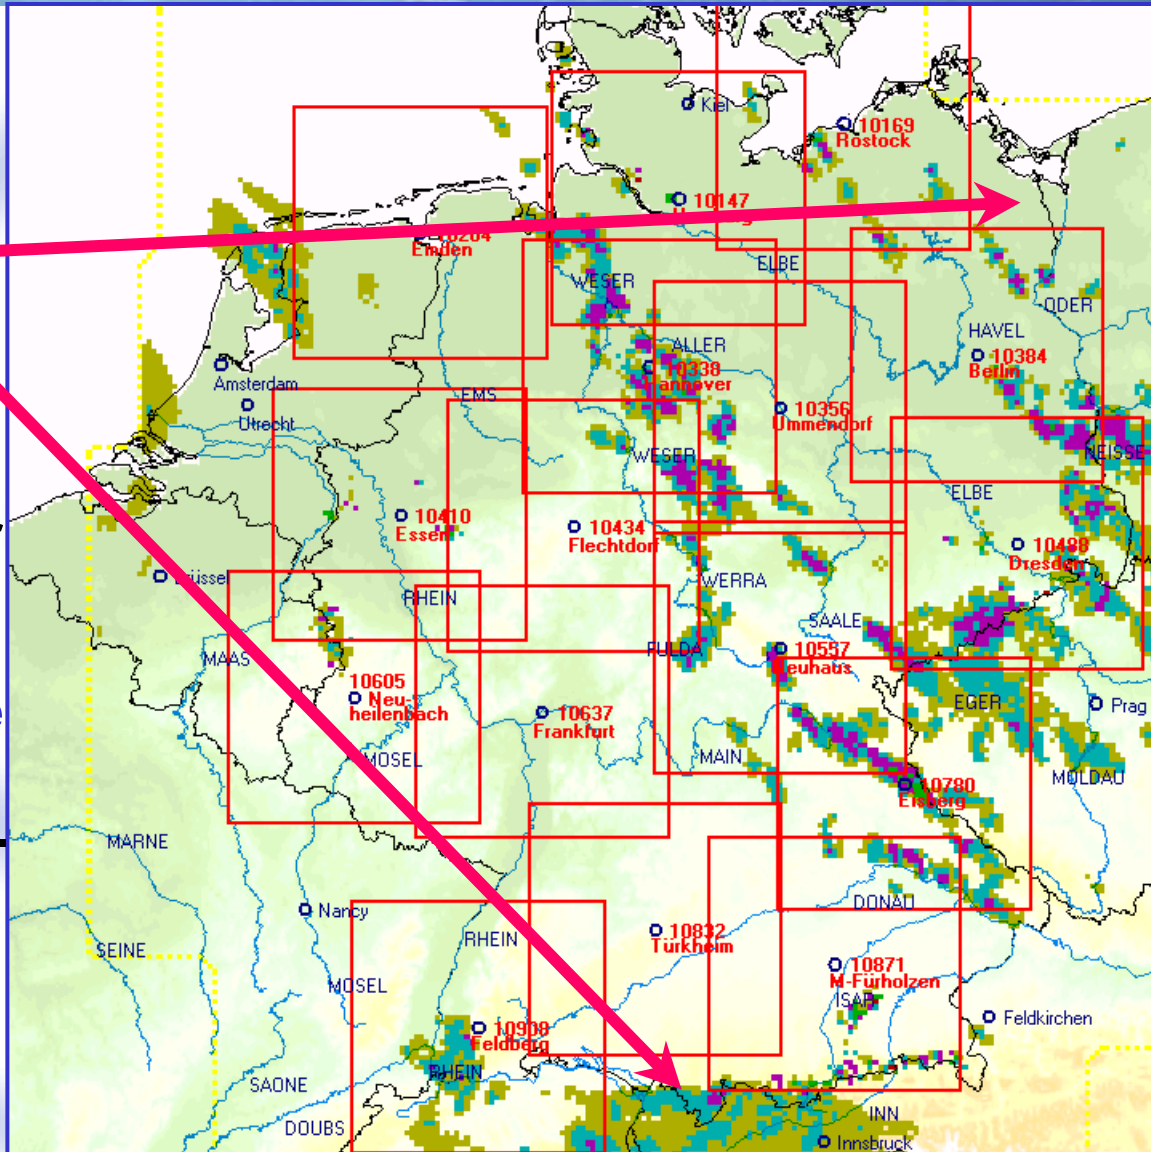 Kiel
10169
Rostock
10147
10204
Emden
ELBE
WESER
ODER
HAVEL
ALLER
10384
Berlin
10338
Hannover
Amsterdam
EMS
Utrecht
10356
Ummendorf
WESER
NEISSE
ELBE
10410
Essen
10434
Flechtdorf
10488
Dresden
Brüssel
WERRA
RHEIN
SAALE
FULDA
10557
Neuhaus
MAAS
10605
Neu-
heilenbach
EGER
Prag
10637
Frankfurt
MOSEL
MAIN
MOLDAU
10780
Eisberg
MARNE
DONAU
Nancy
RHEIN
10832
Türkheim
SEINE
10871
M-Fürholzen
MOSEL
ISAR
Feldkirchen
10908
Feldberg
RHEIN
SAONE
INN
DOUBS
Innsbruck